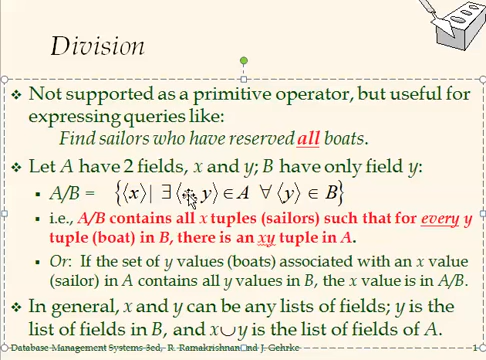 Division
❖ Not supported as a primitive operator, but useful for
expressing queries like:
Find sailors who have reserved all boats.
❖ Let A have 2 fields, x and y; B have only field y:
• A/B = {⟨x⟩ | ∃⟨ y⟩ ∈ A ∀⟨y⟩ ∈ B}
• i.e., A/B contains all x tuples (sailors) such that for every y
tuple (boat) in B, there is an xy tuple in A.
• Or: If the set of y values (boats) associated with an x value
(sailor) in A contains all y values in B, the x value is in A/B.
❖ In general, x and y can be any lists of fields; y is the
list of fields in B, and x∪y is the list of fields of A.
Database Management Systems 3ed, R. Ramakrishnan and J. Gehrke 1